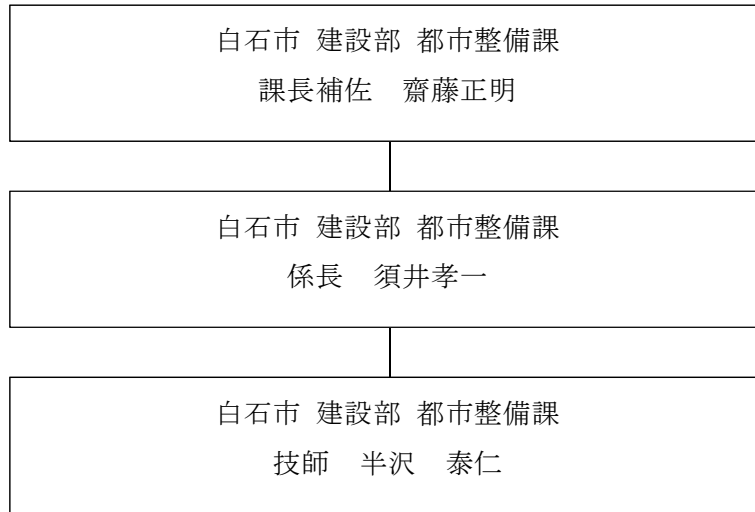 白石市 建設部 都市整備課
課長補佐　齋藤正明
白石市 建設部 都市整備課
係長　須井孝一
白石市 建設部 都市整備課
技師　半沢　泰仁